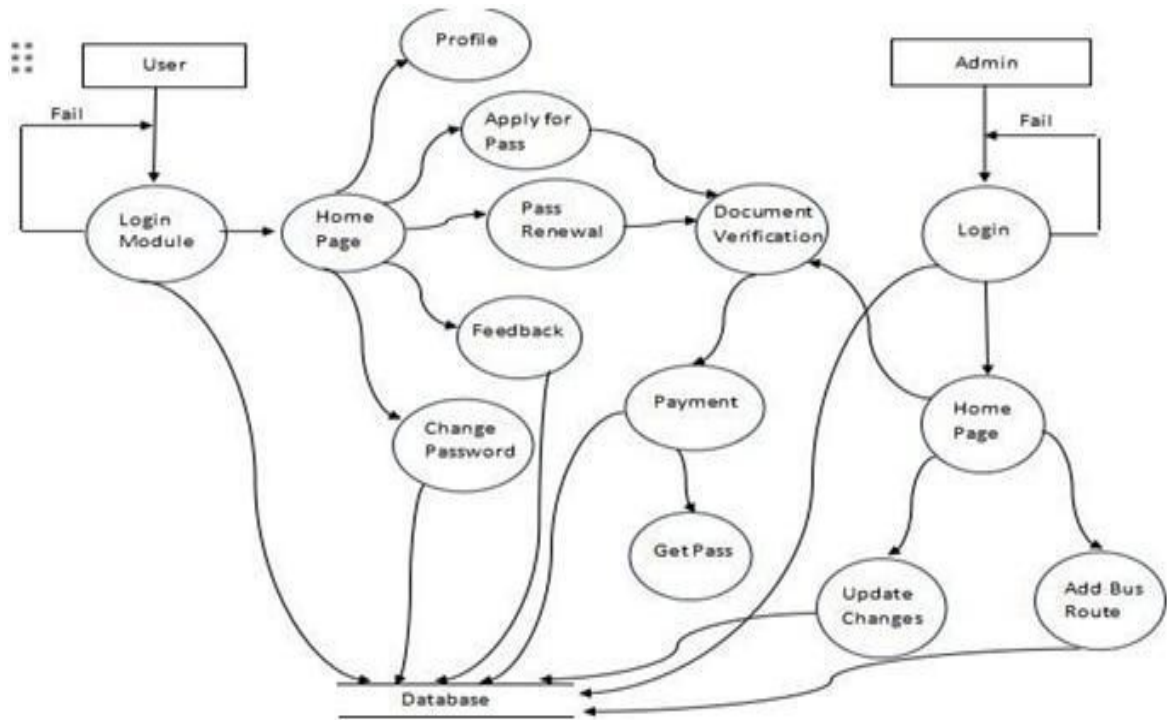 Profile
User
Admin
Fail
Apply for
Pass
Fail
Login
Module
Home
Page
Pass
Renewal
Document
Verification
Login
Feedback
Payment
Home
Page
Change
Password
Get Pass
Update
Changes
Add Bus
Route
Database